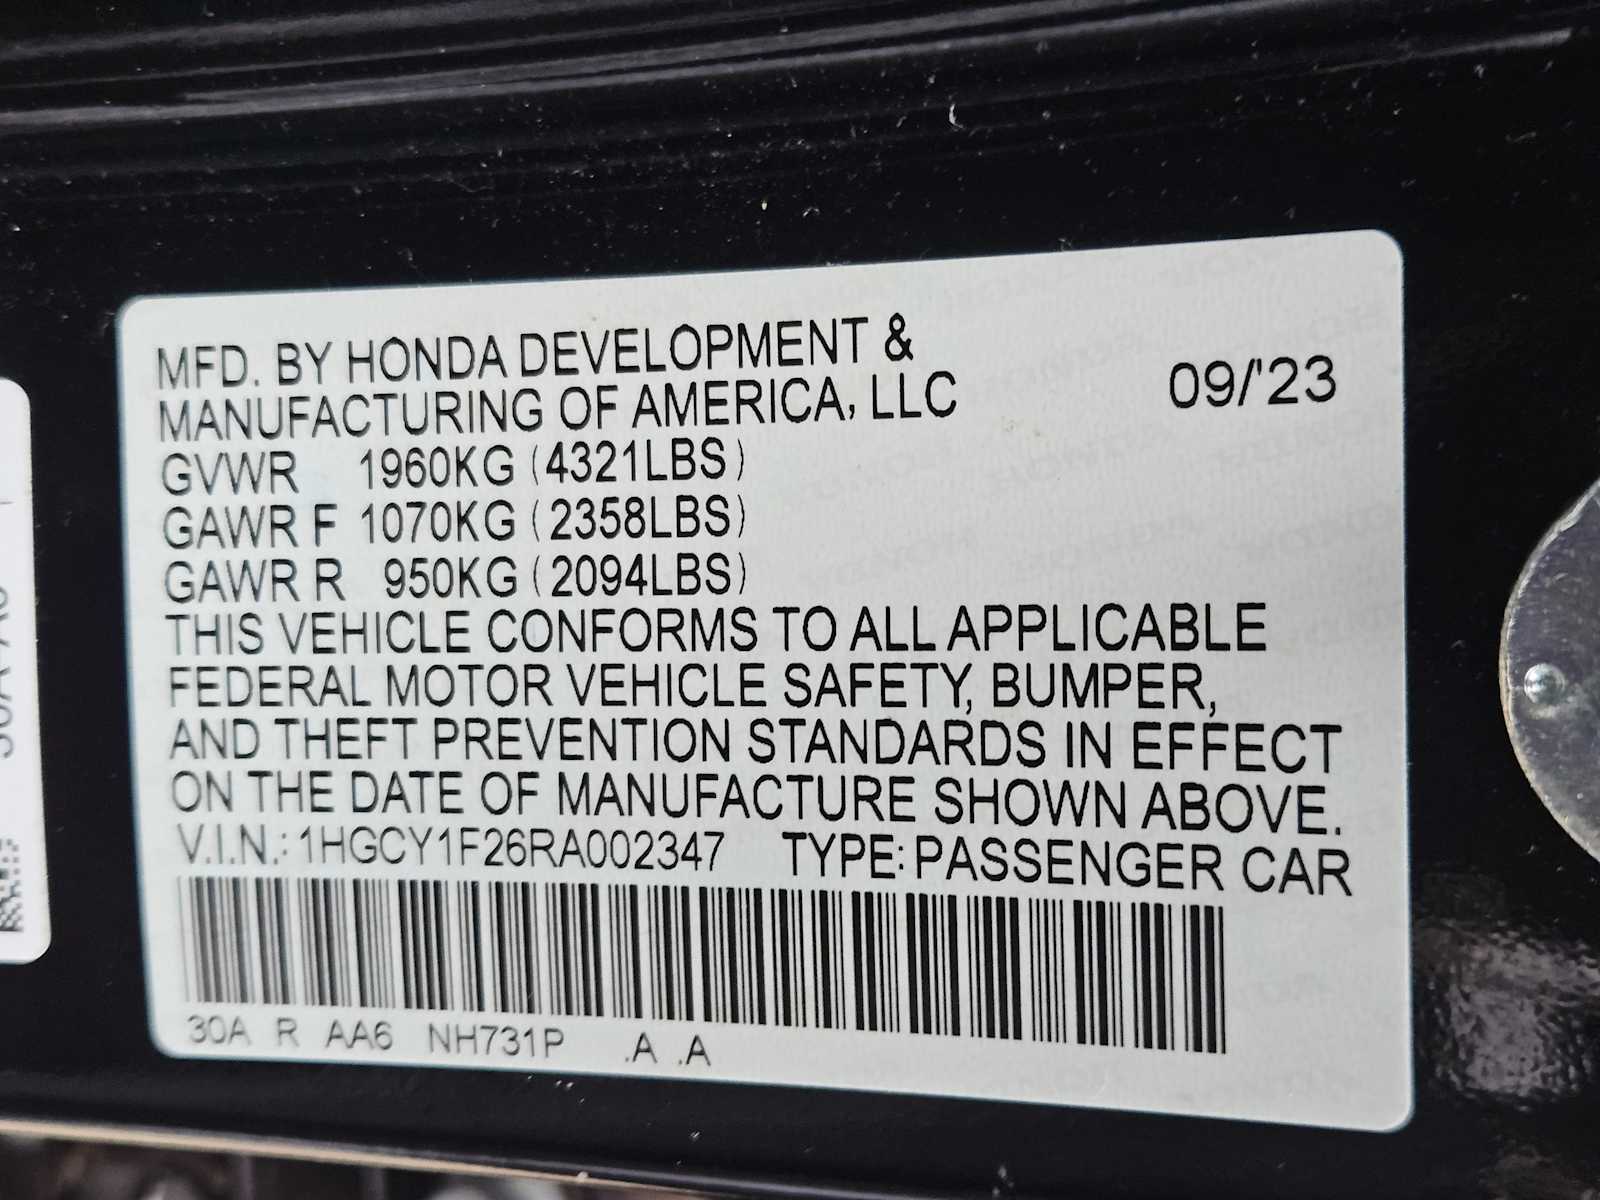 MFD. BY HONDA DEVELOPMENT &
MANUFACTURING OF AMERICA, LLC 09/'23
GVWR 1960KG (4321LBS)
GAWR F 1070KG (2358LBS)
GAWR R 950KG (2094LBS)
THIS VEHICLE CONFORMS TO ALL APPLICABLE
FEDERAL MOTOR VEHICLE SAFETY, BUMPER,
AND THEFT PREVENTION STANDARDS IN EFFECT
ON THE DATE OF MANUFACTURE SHOWN ABOVE.
V.I.N.: 1HGCY1F26RA002347 TYPE: PASSENGER CAR
30A R AA6 NH731P .A .A